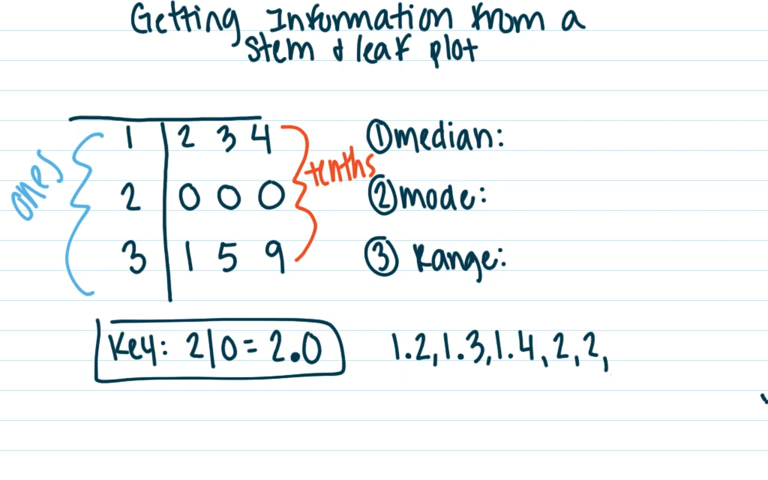 Getting Information from a
Stem & leaf plot
1 | 2 3 4
2 | 0 0 0
3 | 1 5 9
ones
tenths
① median:
② mode:
③ Range:
Key: 2|0 = 2.0
1.2, 1.3, 1.4, 2, 2,